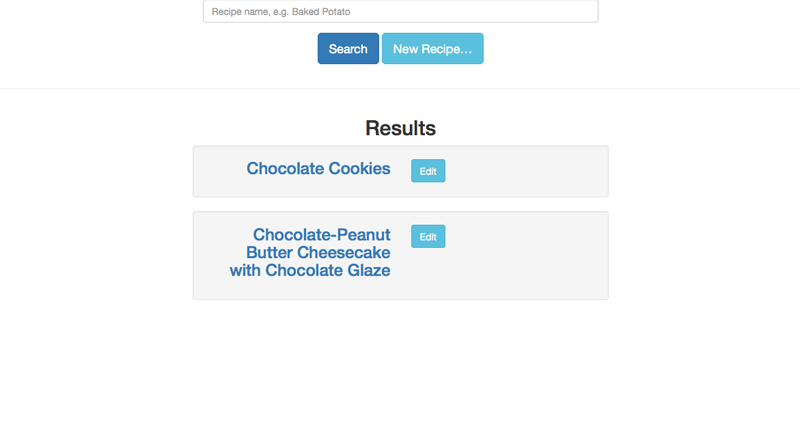 Recipe name, e.g. Baked Potato
Search New Recipe…
Results
Chocolate Cookies Edit
Chocolate-Peanut Edit
Butter Cheesecake
with Chocolate Glaze